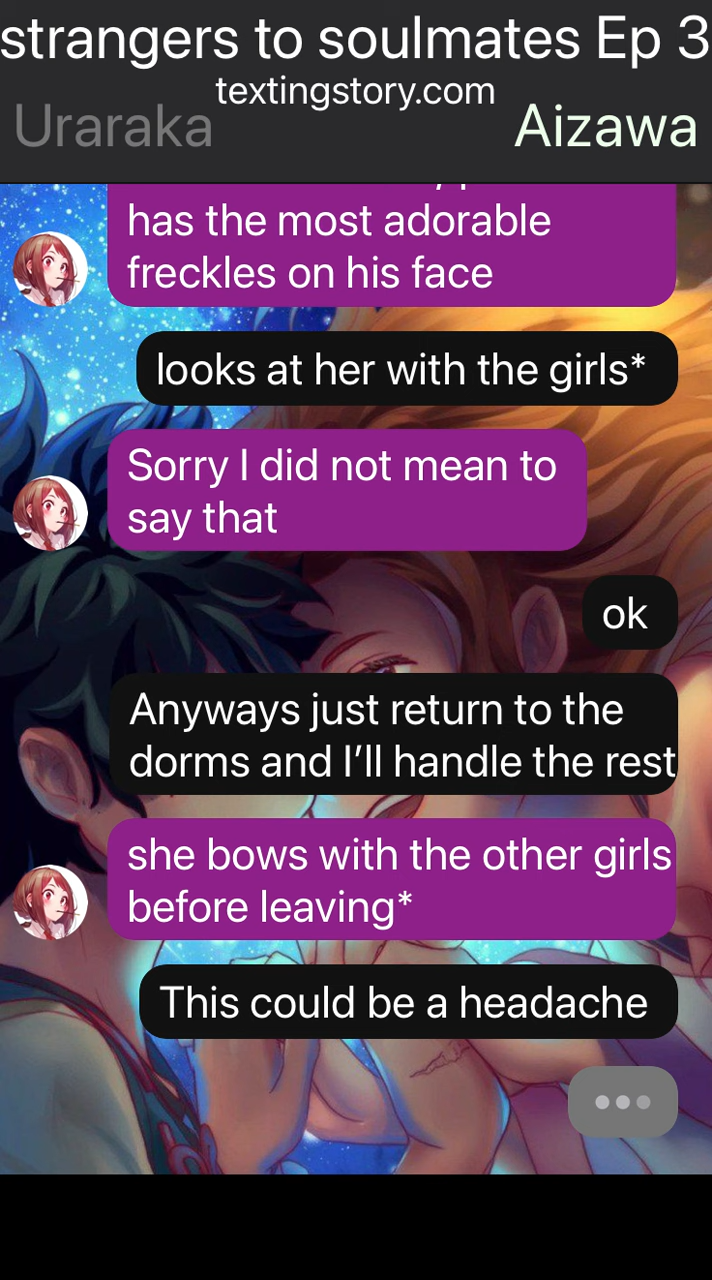 strangers to soulmates Ep 3
textingstory.com
Uraraka
Aizawa
has the most adorable
freckles on his face
looks at her with the girls*
Sorry I did not mean to
say that
ok
Anyways just return to the
dorms and I’ll handle the rest
she bows with the other girls
before leaving*
This could be a headache